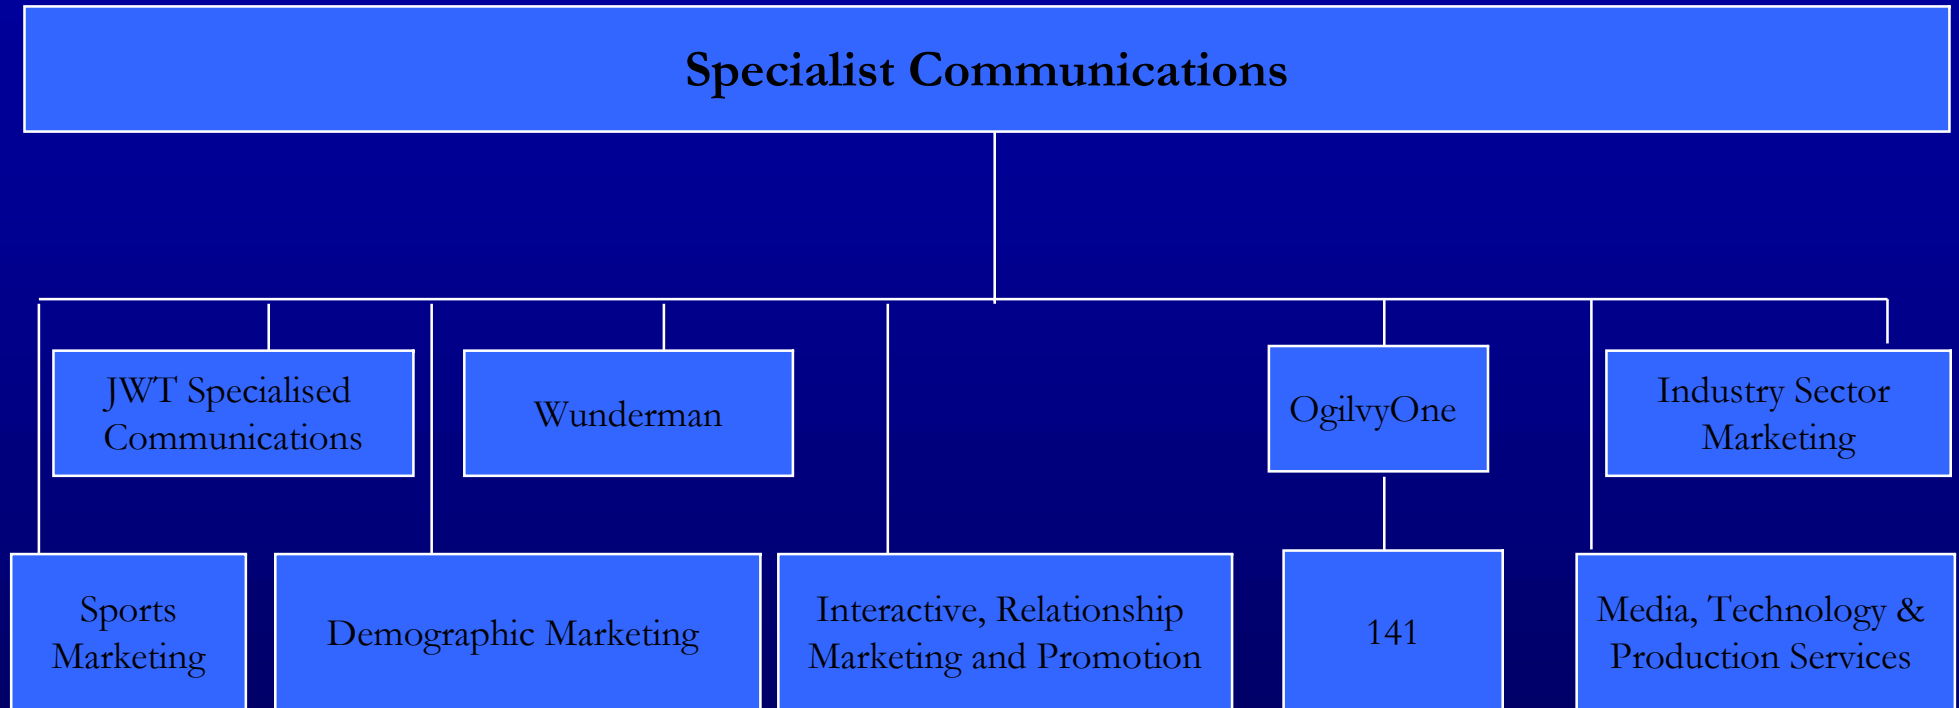 Specialist Communications
JWT Specialised
Communications
Wunderman
OgilvyOne
Industry Sector
Marketing
Sports
Marketing
Demographic Marketing
Interactive, Relationship
Marketing and Promotion
141
Media, Technology &
Production Services